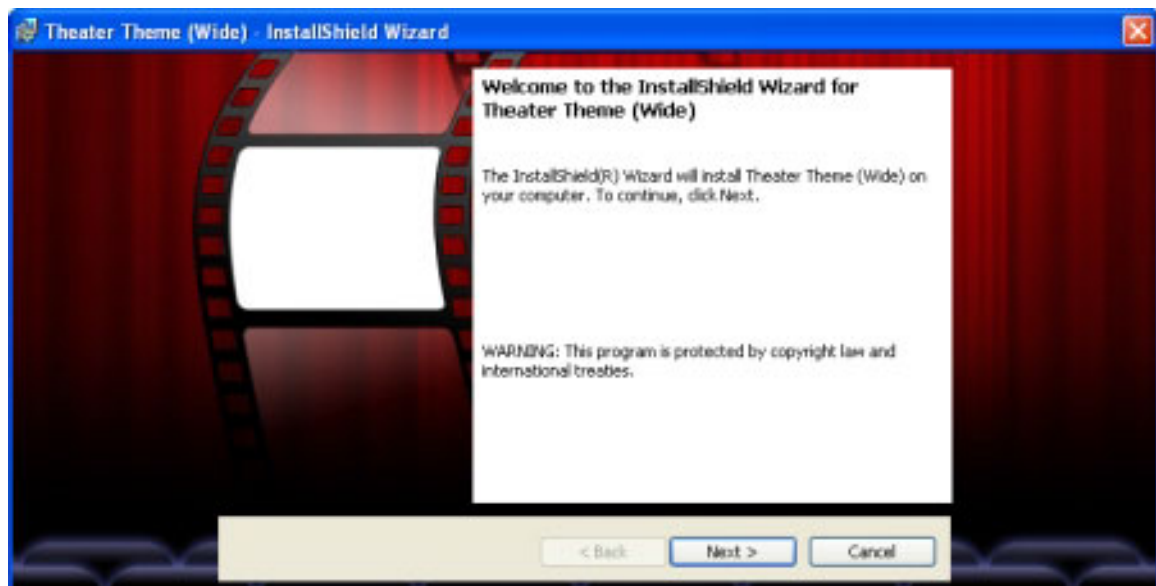 Theater Theme (Wide) - InstallShield Wizard
Welcome to the InstallShield Wizard for
Theater Theme (Wide)
The InstallShield(R) Wizard will install Theater Theme (Wide) on
your computer. To continue, click Next.
WARNING: This program is protected by copyright law and
international treaties.
< Back
Next >
Cancel